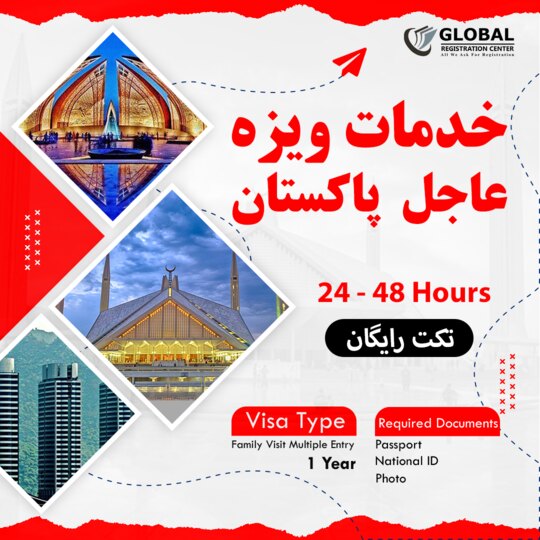 GLOBAL
REGISTRATION CENTER
All We Ask For Registration
خدمات ویزه
عاجل پاکستان
24 - 48 Hours
تکت رایگان
Visa Type
Family Visit Multiple Entry
1 Year
Required Documents
Passport
National ID
Photo